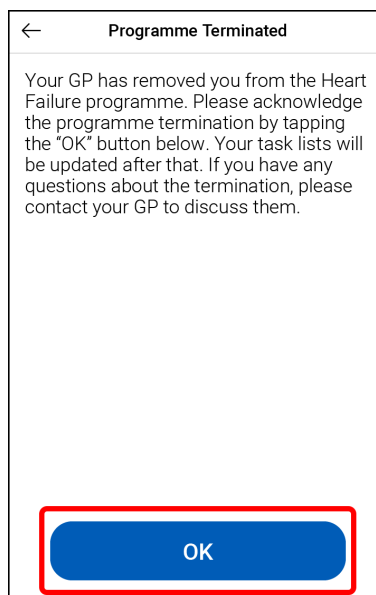 Programme Terminated
Your GP has removed you from the Heart
Failure programme. Please acknowledge
the programme termination by tapping
the “OK” button below. Your task lists will
be updated after that. If you have any
questions about the termination, please
contact your GP to discuss them.
OK